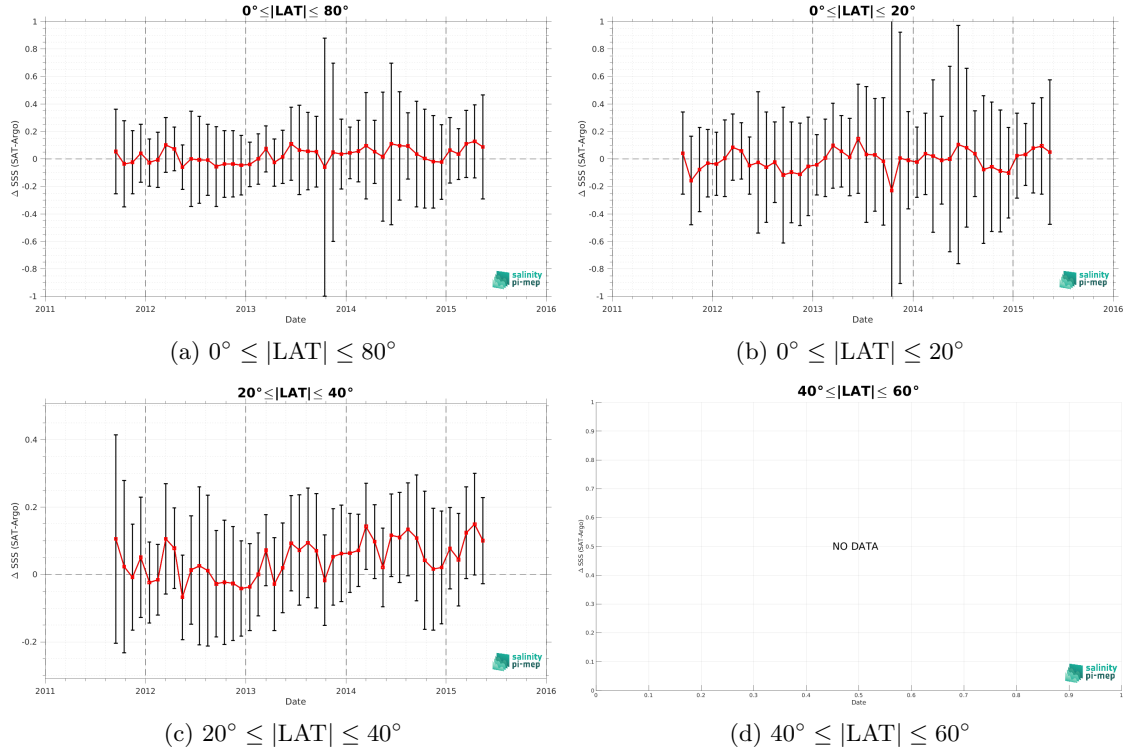 0°≤|LAT|≤ 80°
1
0.8
0.6
0.4
0.2
0
-0.2
-0.4
-0.6
-0.8
-1
Δ SSS (SAT-Argo)
2011
2012
2013
2014
2015
2016
Date
salinity
pi-mep
(a) 0° ≤ |LAT| ≤ 80°
0°≤|LAT|≤ 20°
1
0.8
0.6
0.4
0.2
0
-0.2
-0.4
-0.6
-0.8
-1
Δ SSS (SAT-Argo)
2011
2012
2013
2014
2015
2016
Date
salinity
pi-mep
(b) 0° ≤ |LAT| ≤ 20°
20°≤|LAT|≤ 40°
0.4
0.2
0
-0.2
Δ SSS (SAT-Argo)
2011
2012
2013
2014
2015
2016
Date
salinity
pi-mep
(c) 20° ≤ |LAT| ≤ 40°
40°≤|LAT|≤ 60°
1
0.9
0.8
0.7
0.6
0.5
0.4
0.3
0.2
0.1
0
Δ SSS (SAT-Argo)
NO DATA
0
0.1
0.2
0.3
0.4
0.5
0.6
0.7
0.8
0.9
1
Date
salinity
pi-mep
(d) 40° ≤ |LAT| ≤ 60°